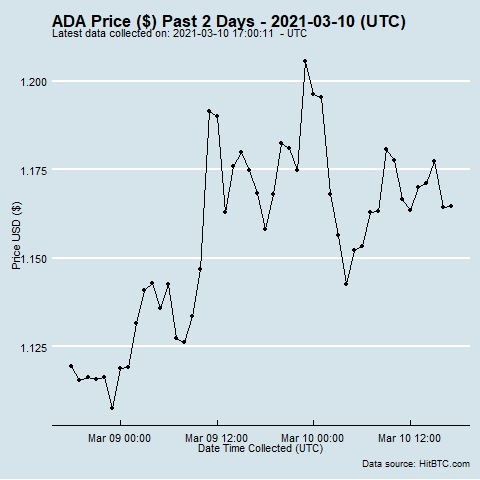 ADA Price ($) Past 2 Days - 2021-03-10 (UTC)
Latest data collected on: 2021-03-10 17:00:11 - UTC
1.200
1.175
1.150
1.125
Price USD ($)
Mar 09 00:00 Mar 09 12:00 Mar 10 00:00 Mar 10 12:00
Date Time Collected (UTC)
Data source: HitBTC.com